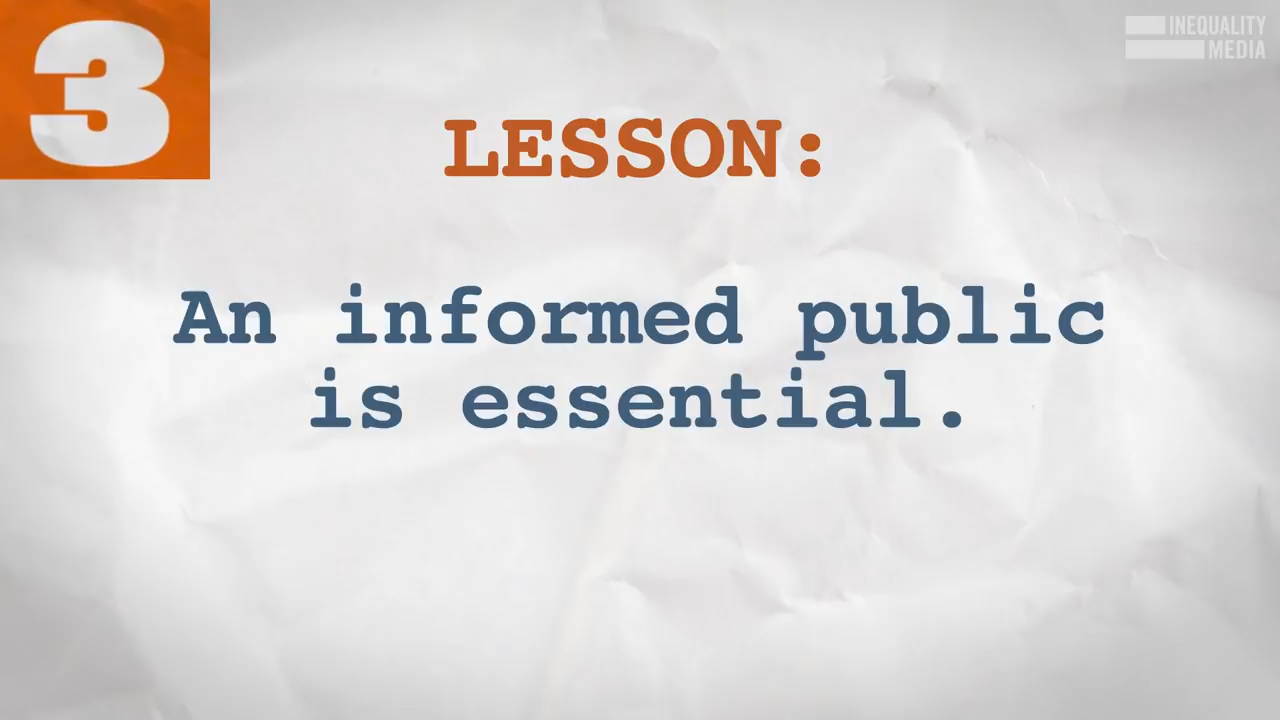 3
INEQUALITY
MEDIA
LESSON:
An informed public
is essential.